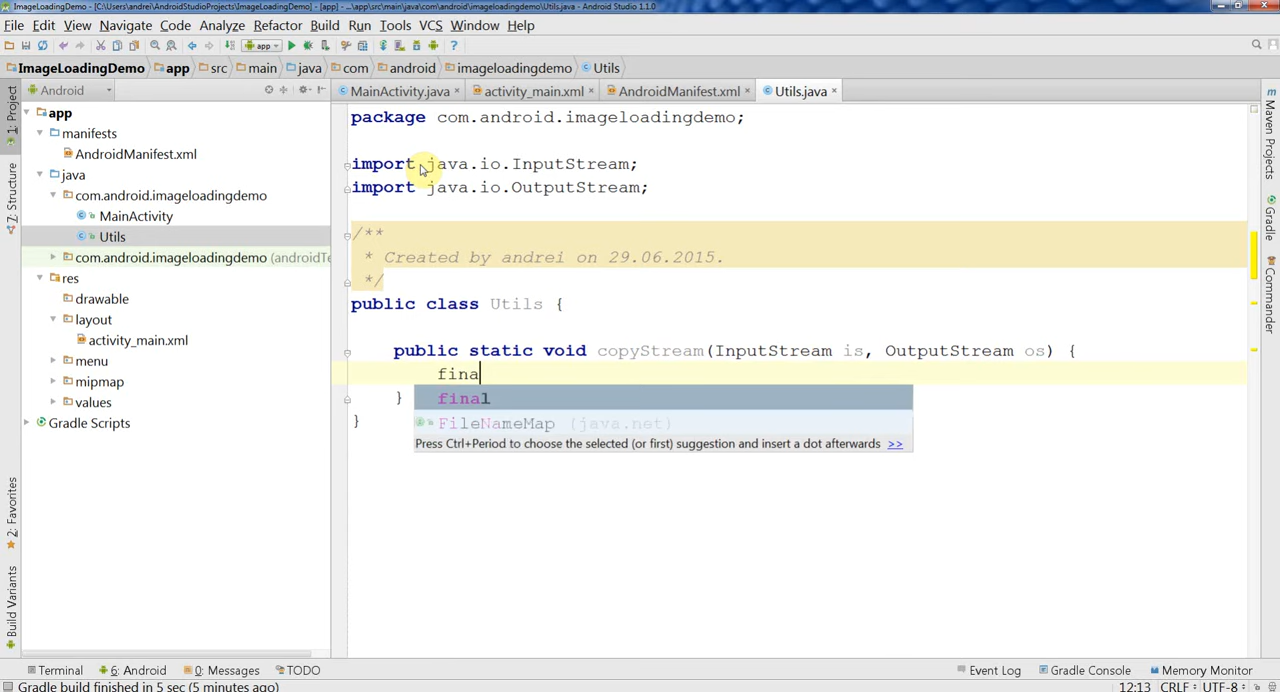 ImageLoadingDemo - [C:\Users\andrei\AndroidStudioProjects\ImageLoadingDemo] - [app] - ...\app\src\main\java\com\android\imageloadingdemo\Utils.java - Android Studio 1.1.0
File Edit View Navigate Code Analyze Refactor Build Run Tools VCS Window Help
app
ImageLoadingDemo app src main java com android imageloadingdemo Utils
Android
MainActivity.java activity_main.xml AndroidManifest.xml Utils.java
1: Project
7: Structure
2: Favorites
Build Variants
app
manifests
AndroidManifest.xml
java
com.android.imageloadingdemo
MainActivity
Utils
com.android.imageloadingdemo (androidTe
res
drawable
layout
activity_main.xml
menu
mipmap
values
Gradle Scripts
package com.android.imageloadingdemo;
import java.io.InputStream;
import java.io.OutputStream;
/**
* Created by andrei on 29.06.2015.
*/
public class Utils {
public static void copyStream(InputStream is, OutputStream os) {
fina
final
FileNameMap (java.net)
Press Ctrl+Period to choose the selected (or first) suggestion and insert a dot afterwards >>
}
}
Maven Projects
Gradle
Commander
Terminal 6: Android 0: Messages TODO Event Log Gradle Console Memory Monitor
Gradle build finished in 5 sec (5 minutes ago) 12:13 CRLF UTF-8